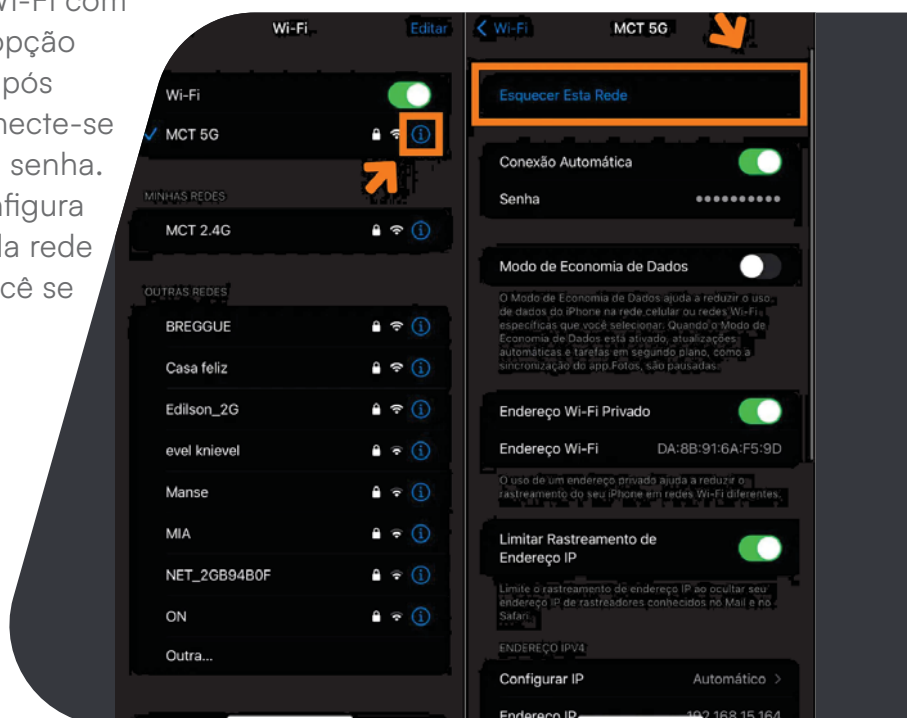 Wi-Fi com
opção
pós
necte-se
senha.
nfigura
da rede
cê se
Wi-Fi
Editar
Wi-Fi
MCT 5G
MINHAS REDES
MCT 2.4G
OUTRAS REDES
BREGGUE
Casa feliz
Edilson_2G
evel knievel
Manse
MIA
NET_2GB94B0F
ON
Outra...
Wi-Fi
MCT 5G
Esquecer Esta Rede
Conexão Automática
Senha ••••••••••
Modo de Economia de Dados
O Modo de Economia de Dados ajuda a reduzir o uso
de dados do iPhone na rede celular ou redes Wi-Fi
específicas que você selecionar. Quando o Modo de
Economia de Dados está ativado, atualizações
automáticas e tarefas em segundo plano, como a
sincronização do app Fotos, são pausadas.
Endereço Wi-Fi Privado
Endereço Wi-Fi DA:8B:91:6A:F5:9D
O uso de um endereço privado ajuda a reduzir o
rastreamento do seu iPhone em redes Wi-Fi diferentes.
Limitar Rastreamento de
Endereço IP
Limite o rastreamento de endereço IP ao ocultar seu
endereço IP de rastreadores conhecidos no Mail e no
Safari.
ENDEREÇO IPV4
Configurar IP Automático
Endereço IP 192.168.15.164